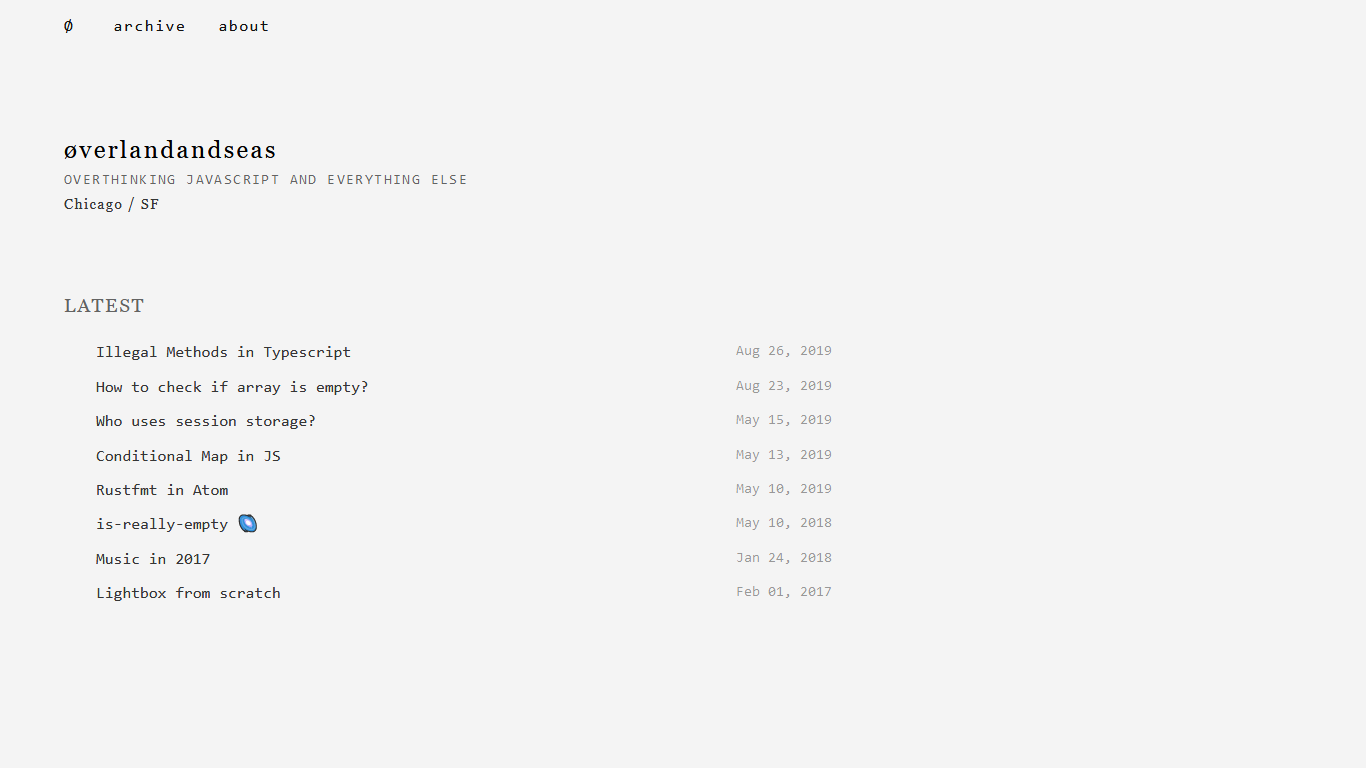 Ø archive about
øverlandandseas
OVERTHINKING JAVASCRIPT AND EVERYTHING ELSE
Chicago / SF
LATEST
Illegal Methods in Typescript Aug 26, 2019
How to check if array is empty? Aug 23, 2019
Who uses session storage? May 15, 2019
Conditional Map in JS May 13, 2019
Rustfmt in Atom May 10, 2019
is-really-empty May 10, 2018
Music in 2017 Jan 24, 2018
Lightbox from scratch Feb 01, 2017